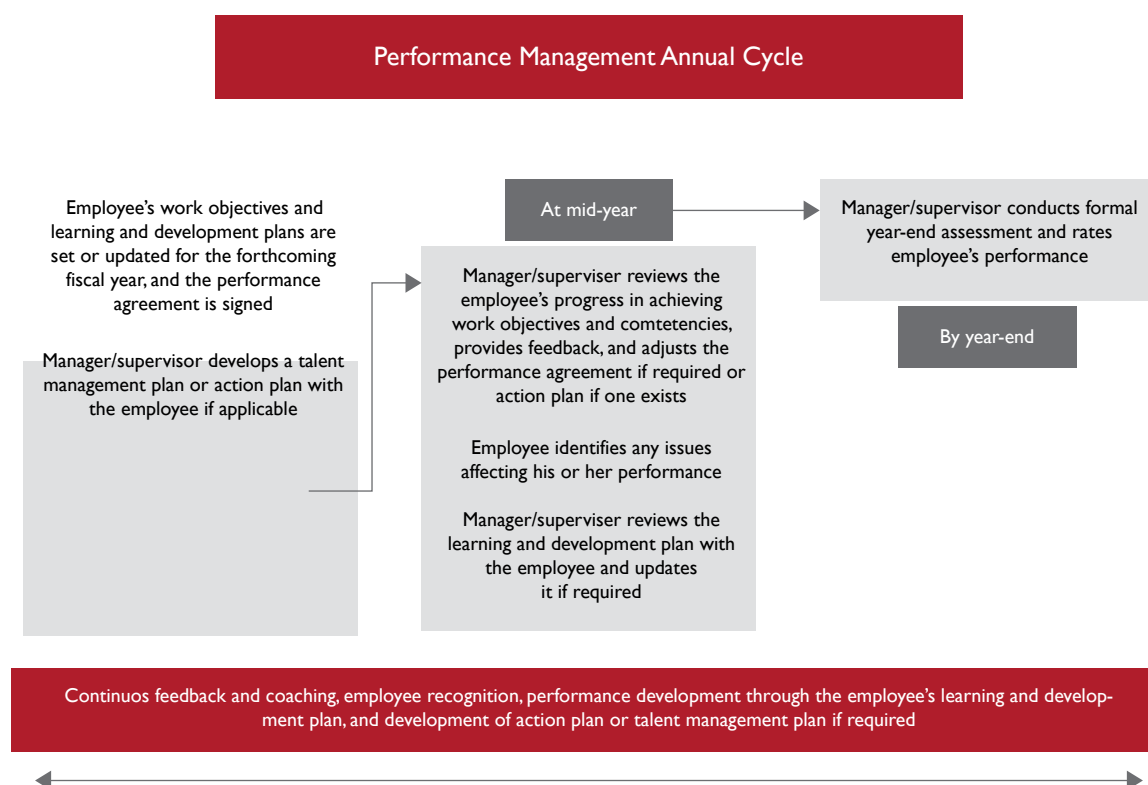 Performance Management Annual Cycle
Employee’s work objectives and
learning and development plans are
set or updated for the forthcoming
fiscal year, and the performance
agreement is signed
Manager/supervisor develops a talent
management plan or action plan with
the employee if applicable
At mid-year
Manager/superviser reviews the
employee’s progress in achieving
work objectives and comtetencies,
provides feedback, and adjusts the
performance agreement if required or
action plan if one exists
Employee identifies any issues
affecting his or her performance
Manager/superviser reviews the
learning and development plan with
the employee and updates
it if required
Manager/supervisor conducts formal
year-end assessment and rates
employee’s performance
By year-end
Continuos feedback and coaching, employee recognition, performance development through the employee’s learning and develop-
ment plan, and development of action plan or talent management plan if required